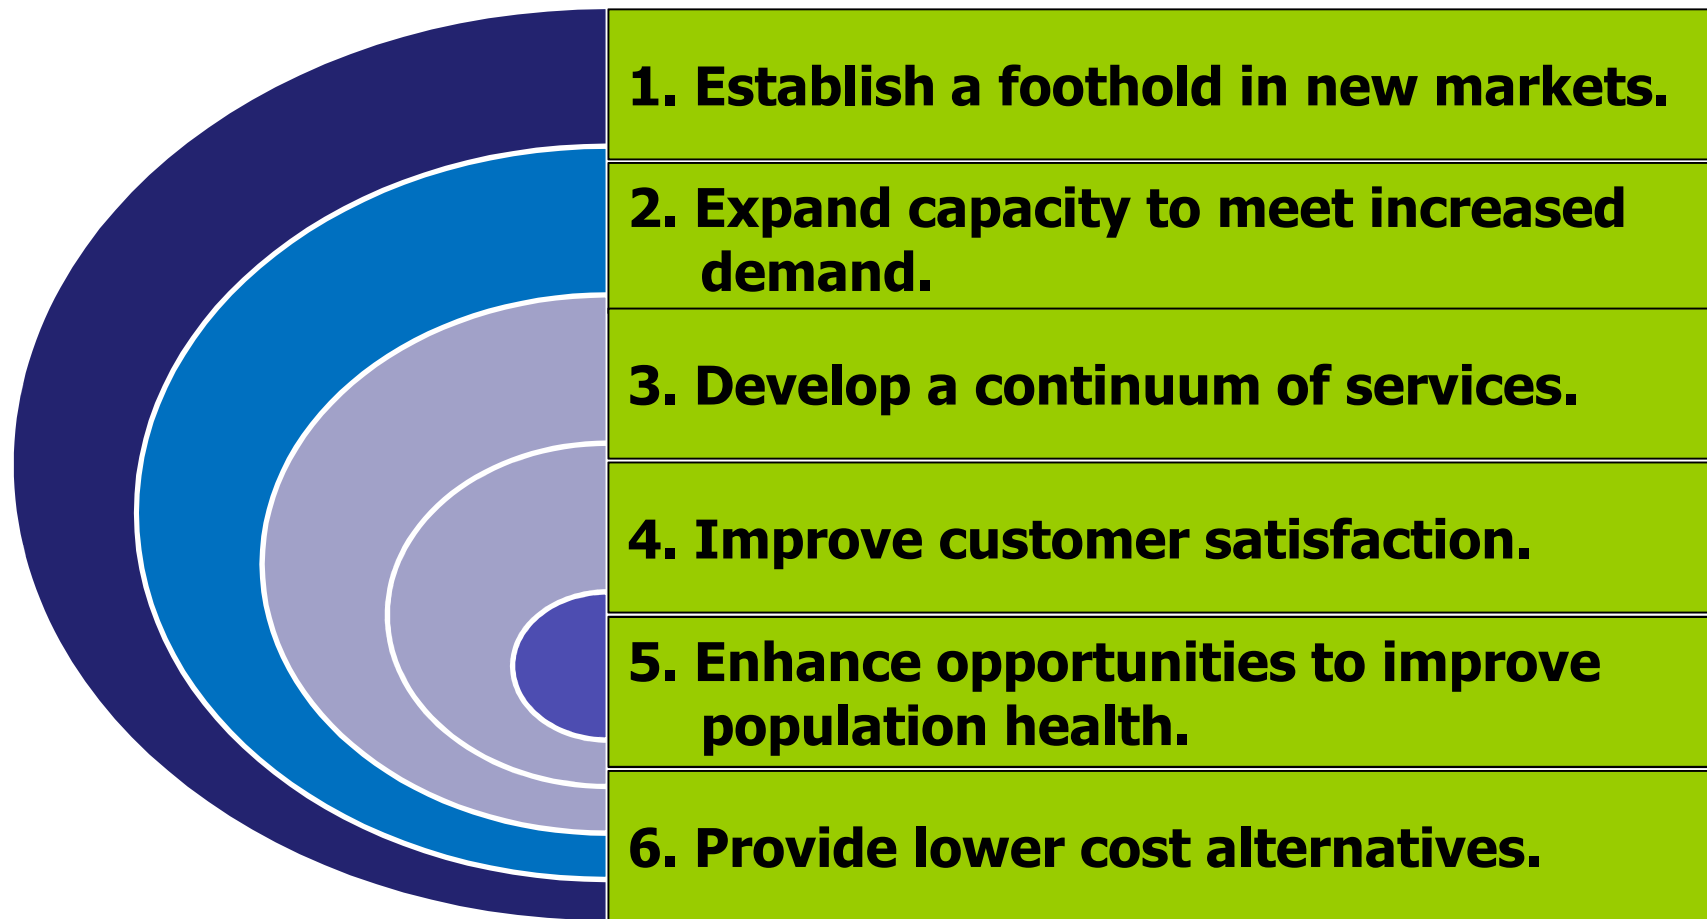 1. Establish a foothold in new markets.
2. Expand capacity to meet increased
demand.
3. Develop a continuum of services.
4. Improve customer satisfaction.
5. Enhance opportunities to improve
population health.
6. Provide lower cost alternatives.